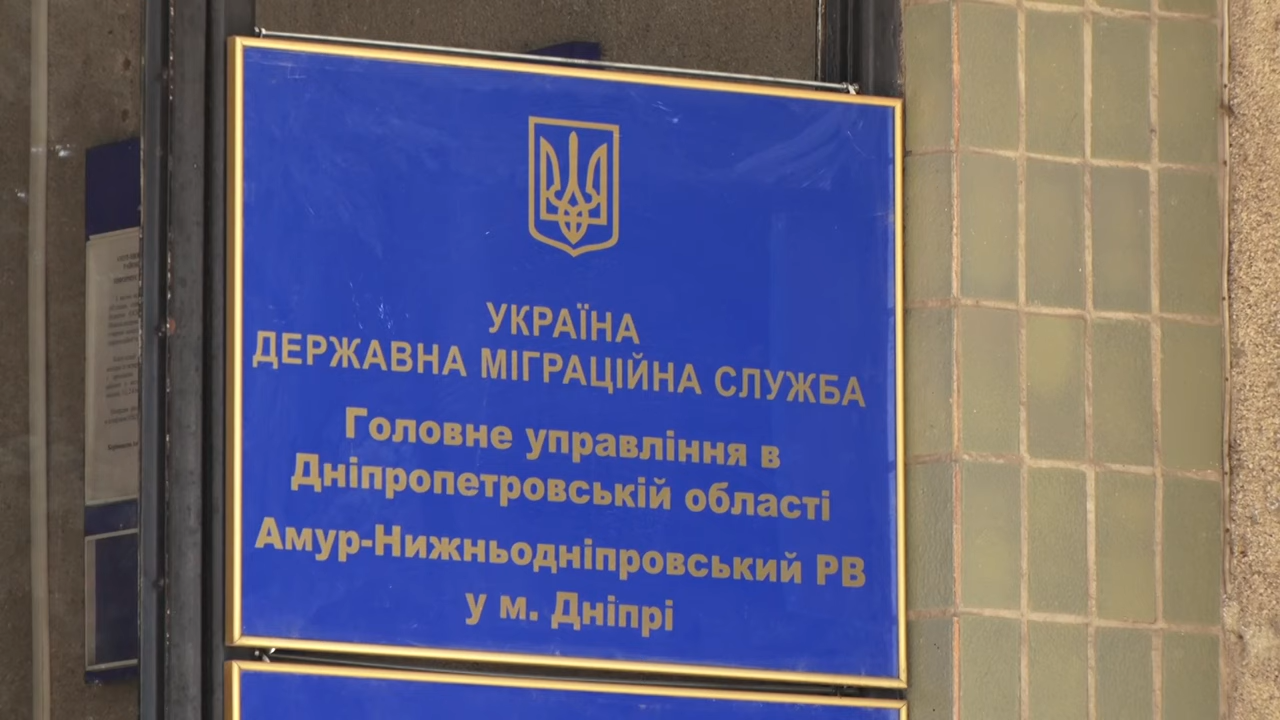 УКРАЇНА
ДЕРЖАВНА МІГРАЦІЙНА СЛУЖБА
Головне управління в
Дніпропетровській області
Амур-Нижньодніпровський РВ
у м. Дніпрі